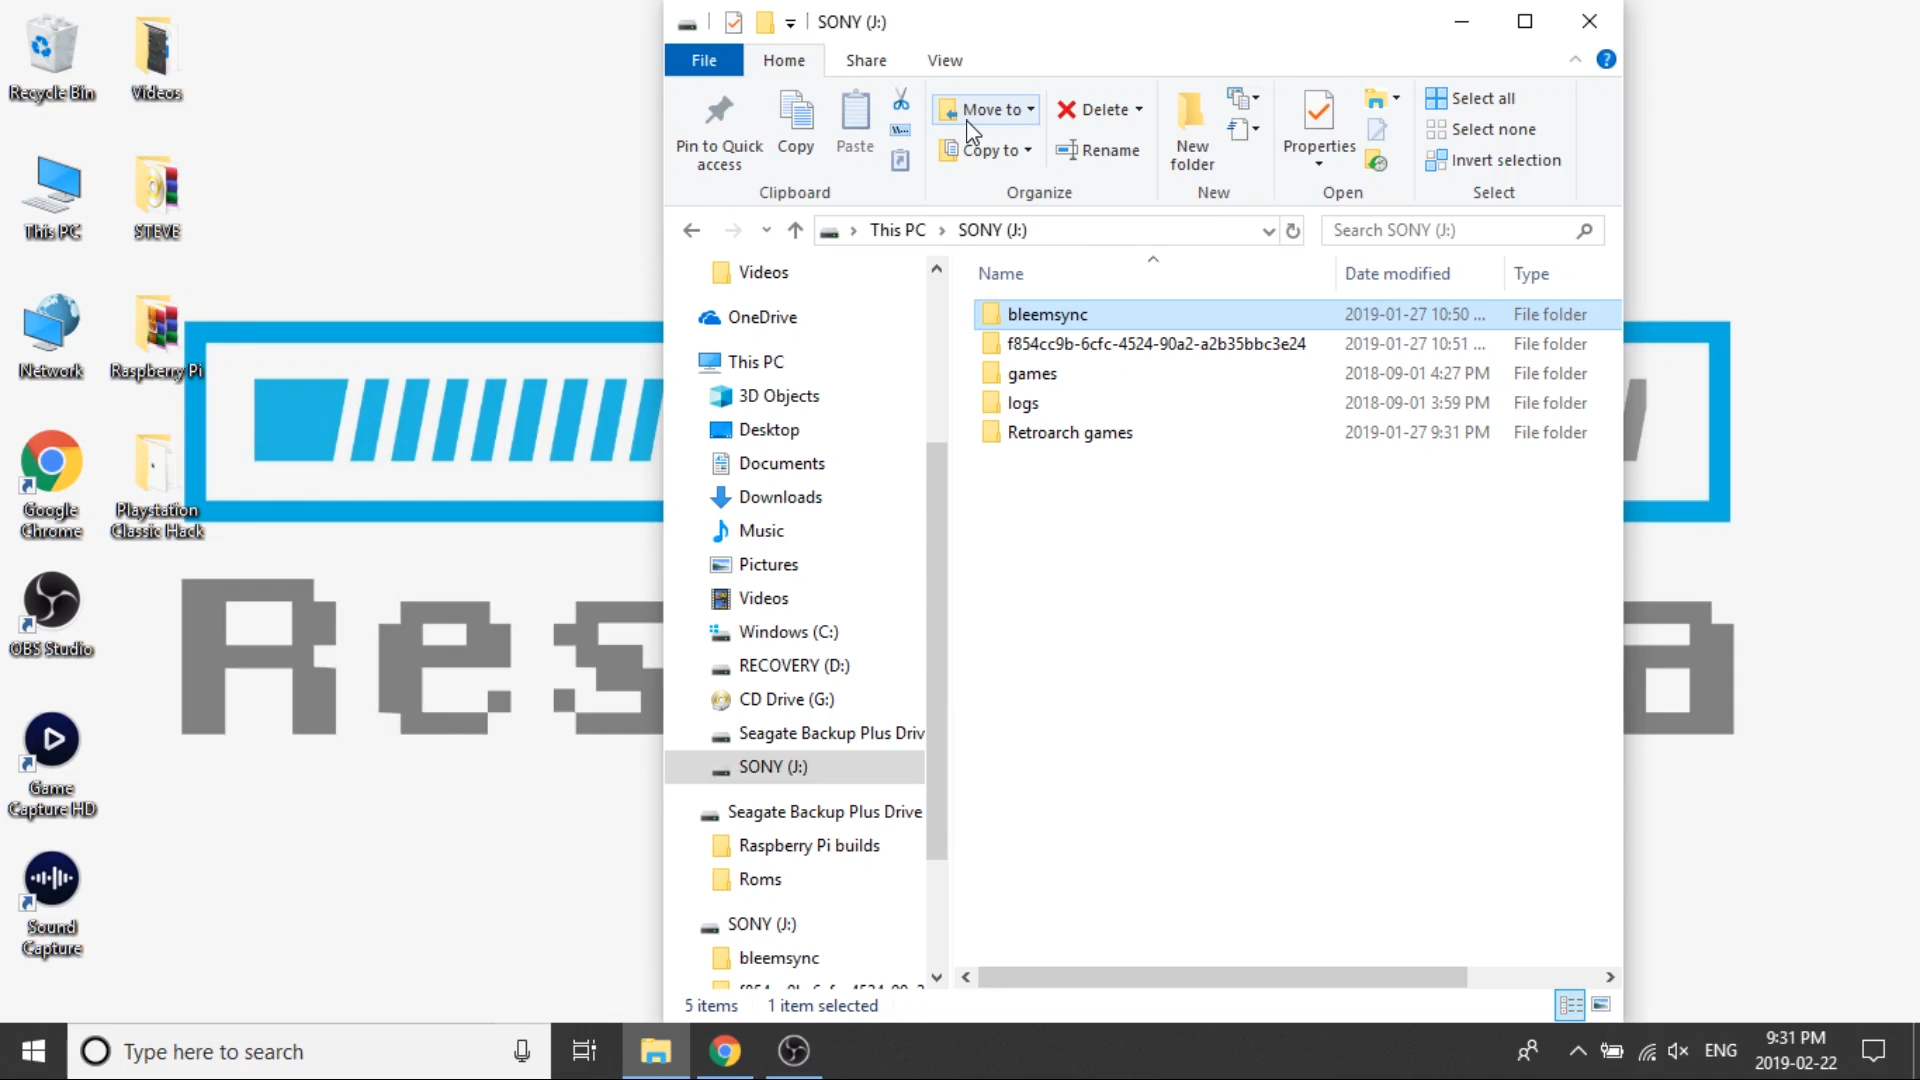 Recycle Bin
Videos
This PC
STEVE
Network
Raspberry Pi
Google
Chrome
Playstation
Classic Hack
OBS Studio
Game
Capture HD
Sound
Capture
Res
a
SONY (J:)
File
Home
Share
View
Pin to Quick
access
Copy
Paste
Clipboard
Move to
Copy to
Delete
Rename
Organize
New
folder
New
Properties
Open
Select all
Select none
Invert selection
Select
This PC
SONY (J:)
Search SONY (J:)
Videos
OneDrive
This PC
3D Objects
Desktop
Documents
Downloads
Music
Pictures
Videos
Windows (C:)
RECOVERY (D:)
CD Drive (G:)
Seagate Backup Plus Driv
SONY (J:)
Seagate Backup Plus Drive
Raspberry Pi builds
Roms
SONY (J:)
bleemsync
Name Date modified Type
bleemsync 2019-01-27 10:50 ... File folder
f854cc9b-6cfc-4524-90a2-a2b35bbc3e24 2019-01-27 10:51 ... File folder
games 2018-09-01 4:27 PM File folder
logs 2018-09-01 3:59 PM File folder
Retroarch games 2019-01-27 9:31 PM File folder
5 items 1 item selected
Type here to search
ENG
9:31 PM
2019-02-22